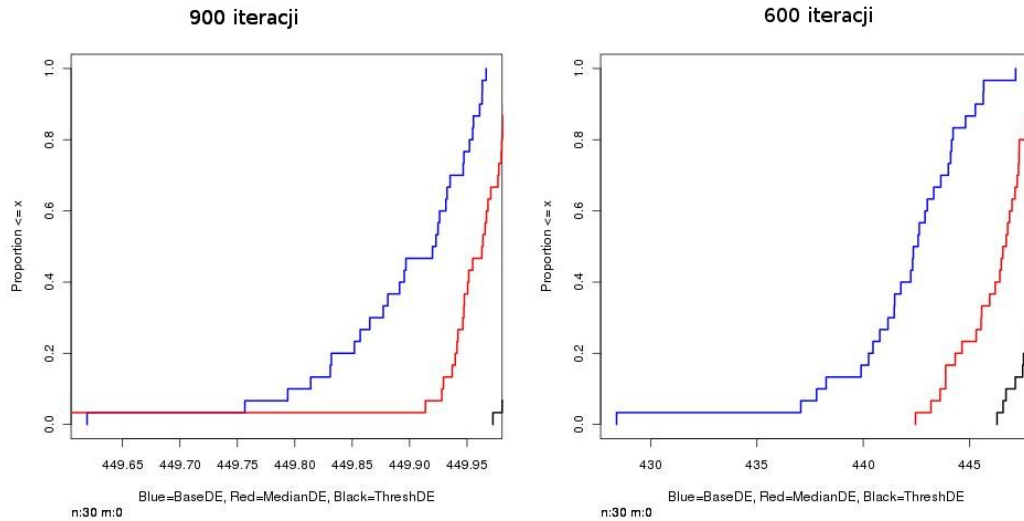 900 iteracji
600 iteracji
Proportion <= x
0.0 0.2 0.4 0.6 0.8 1.0
449.65 449.70 449.75 449.80 449.85 449.90 449.95
Blue=BaseDE, Red=MedianDE, Black=ThreshDE
n:30 m:0
Proportion <= x
0.0 0.2 0.4 0.6 0.8 1.0
430 435 440 445
Blue=BaseDE, Red=MedianDE, Black=ThreshDE
n:30 m:0